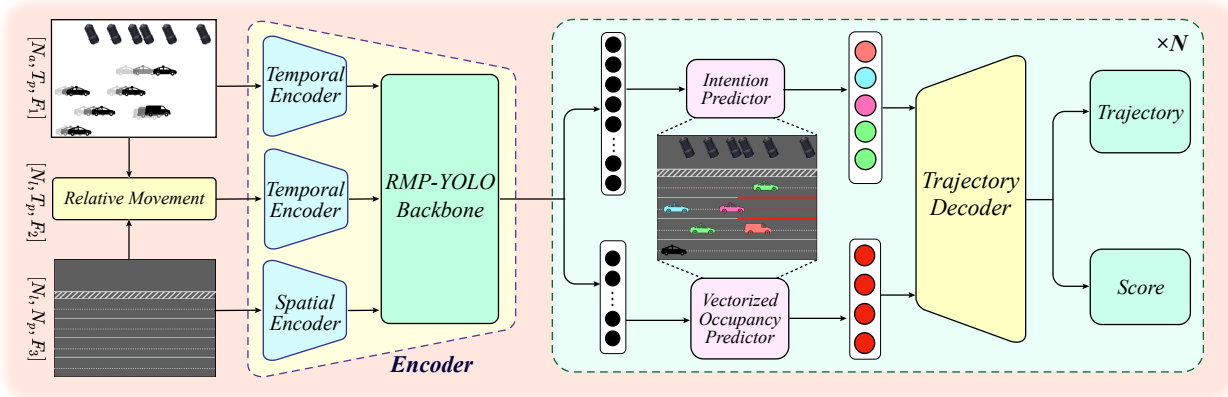 [N_a, T_p, F_1]
Relative Movement
[N_l, T_p, F_2]
[N_l, N_p, F_3]
Temporal
Encoder
Temporal
Encoder
Spatial
Encoder
RMP-YOLO
Backbone
Encoder
×N
Intention
Predictor
Vectorized
Occupancy
Predictor
Trajectory
Decoder
Trajectory
Score